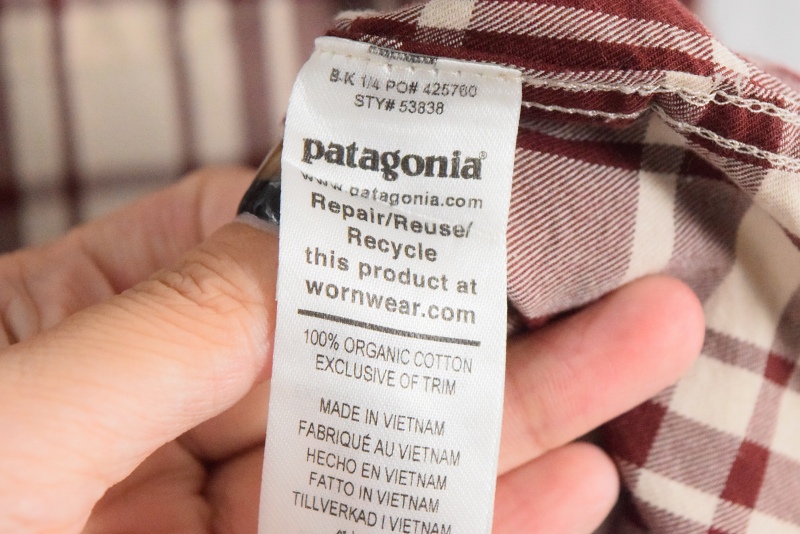 B-K 1/4 PO# 425760
STY# 53838
patagonia®
www.patagonia.com
Repair/Reuse/
Recycle
this product at
wornwear.com
100% ORGANIC COTTON
EXCLUSIVE OF TRIM
MADE IN VIETNAM
FABRIQUÉ AU VIETNAM
HECHO EN VIETNAM
FATTO IN VIETNAM
TILLVERKAD I VIETNAM